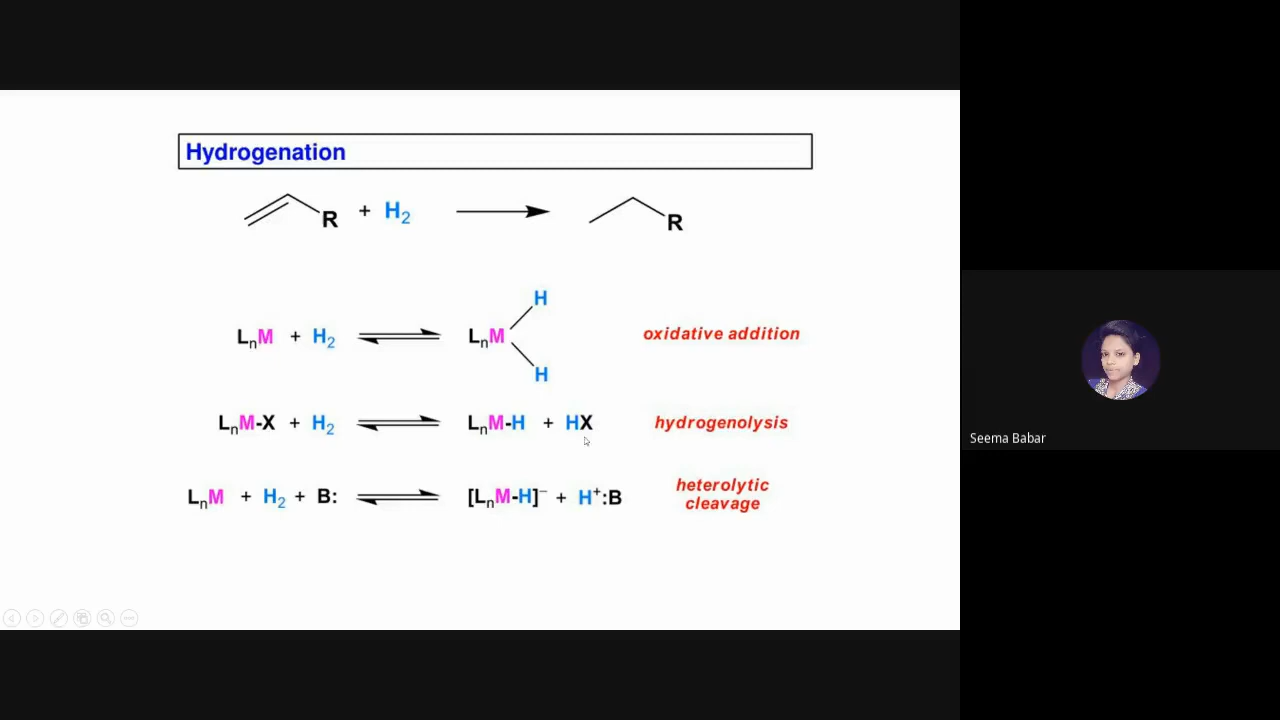 Hydrogenation
R + H₂ R
H
LₙM + H₂ LₙM oxidative addition
H
LₙM-X + H₂ LₙM-H + HX hydrogenolysis
LₙM + H₂ + B: [LₙM-H]⁻ + H⁺:B heterolytic
cleavage
Seema Babar